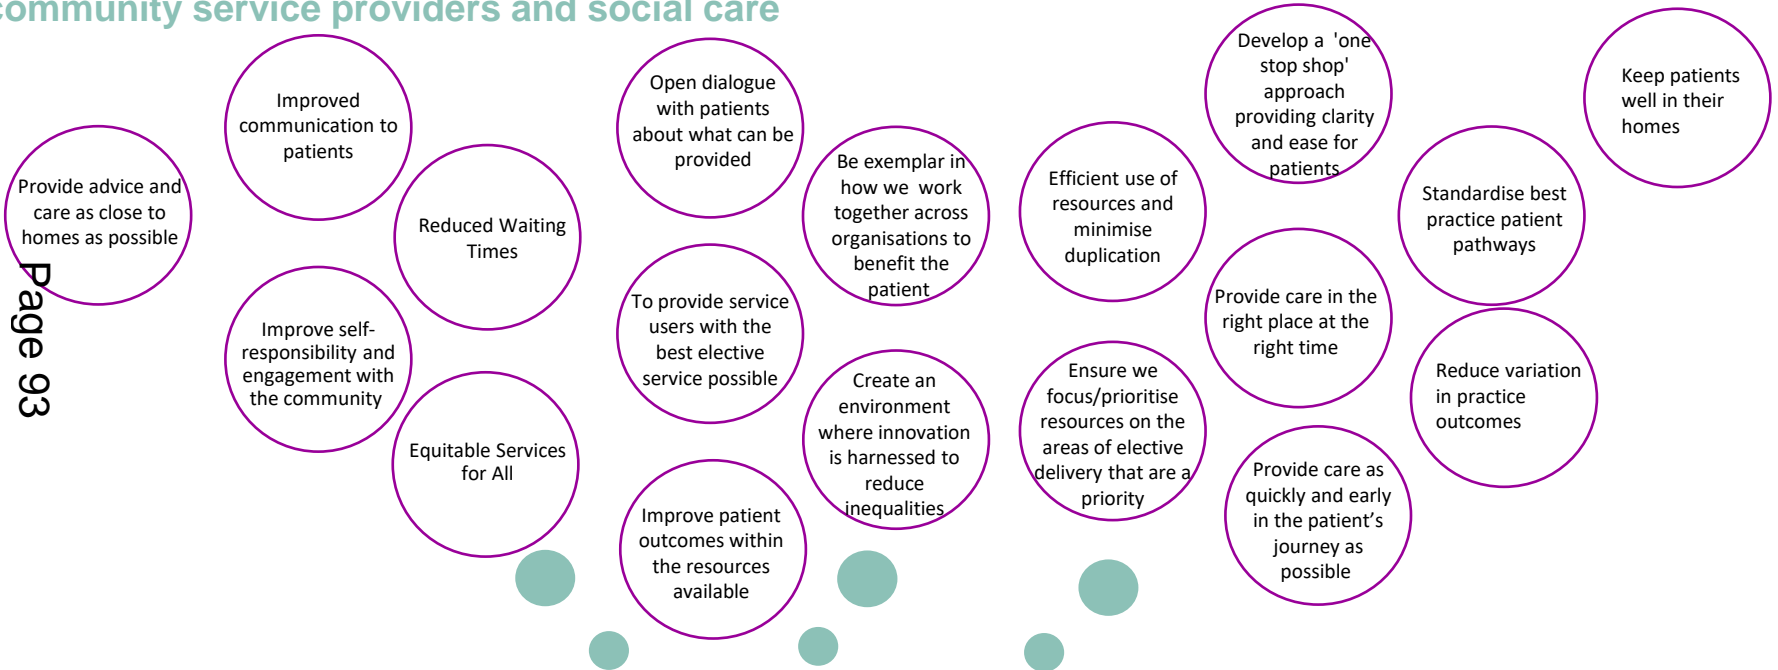 community service providers and social care
Provide advice and
care as close to
homes as possible
Page 93
Improved
communication to
patients
Improve self-
responsibility and
engagement with
the community
Reduced Waiting
Times
Equitable Services
for All
Open dialogue
with patients
about what can be
provided
To provide service
users with the
best elective
service possible
Improve patient
outcomes within
the resources
available
Be exemplar in
how we work
together across
organisations to
benefit the
patient
Create an
environment
where innovation
is harnessed to
reduce
inequalities
Efficient use of
resources and
minimise
duplication
Ensure we
focus/prioritise
resources on the
areas of elective
delivery that are a
priority
Develop a 'one
stop shop'
approach
providing clarity
and ease for
patients
Provide care in the
right place at the
right time
Provide care as
quickly and early
in the patient’s
journey as
possible
Standardise best
practice patient
pathways
Reduce variation
in practice
outcomes
Keep patients
well in their
homes